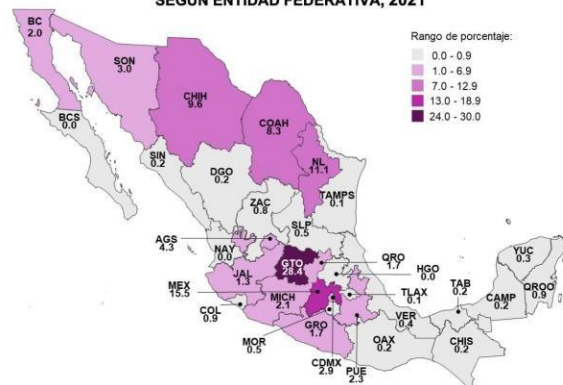 SEGÚN ENTIDAD FEDERATIVA, 2021
Rango de porcentaje:
0.0 - 0.9
1.0 - 6.9
7.0 - 12.9
13.0 - 18.9
24.0 - 30.0
BC
2.0
SON
3.0
CHIH
9.6
COAH
8.3
BCS
0.0
NL
11.1
SIN
0.2
DGO
0.2
TAMPS
0.1
ZAC
0.8
SLP
0.5
AGS
4.3
NAY
0.0
GTO
28.4
QRO
1.7
HGO
0.0
YUC
0.3
JAL
1.3
MEX
15.5
MICH
2.1
TLAX
0.1
TAB
0.2
CAMP
0.2
QROO
0.9
COL
0.9
GRO
1.7
VER
0.4
MOR
0.5
OAX
0.2
CHIS
0.2
CDMX
2.9
PUE
2.3